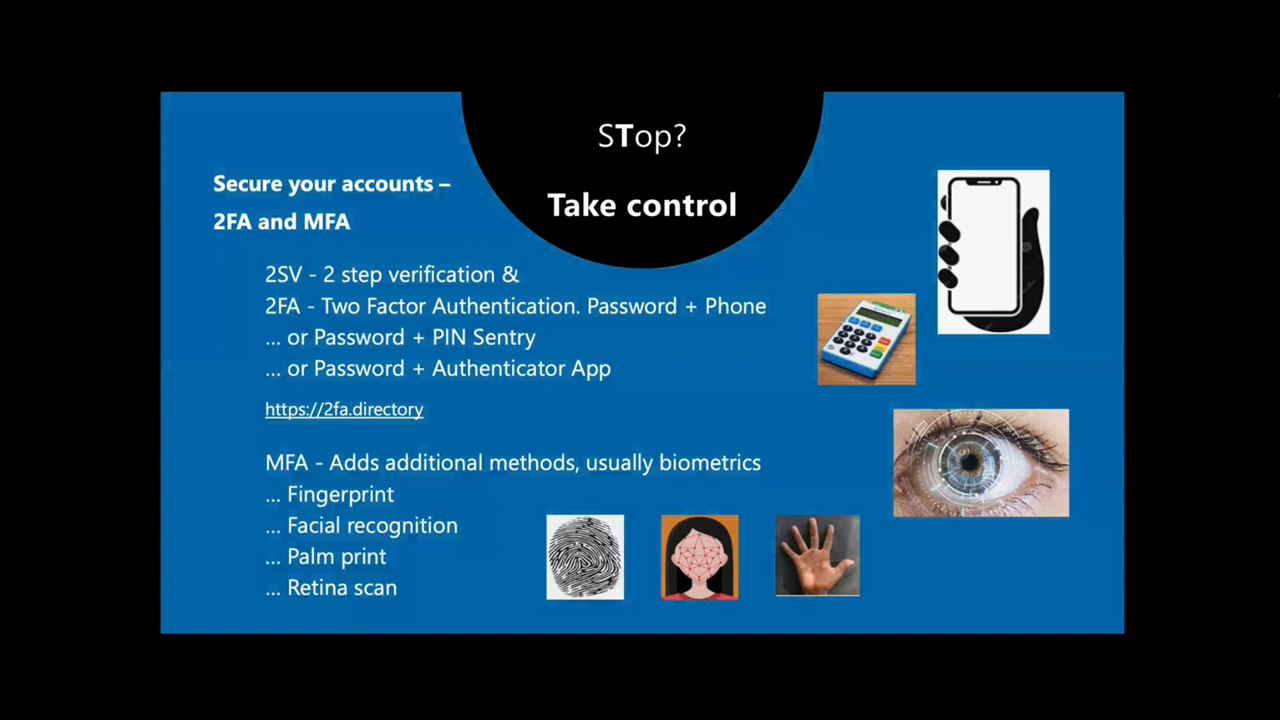 STop?
Take control
Secure your accounts –
2FA and MFA
2SV - 2 step verification &
2FA - Two Factor Authentication. Password + Phone
... or Password + PIN Sentry
... or Password + Authenticator App
https://2fa.directory
MFA - Adds additional methods, usually biometrics
... Fingerprint
... Facial recognition
... Palm print
... Retina scan